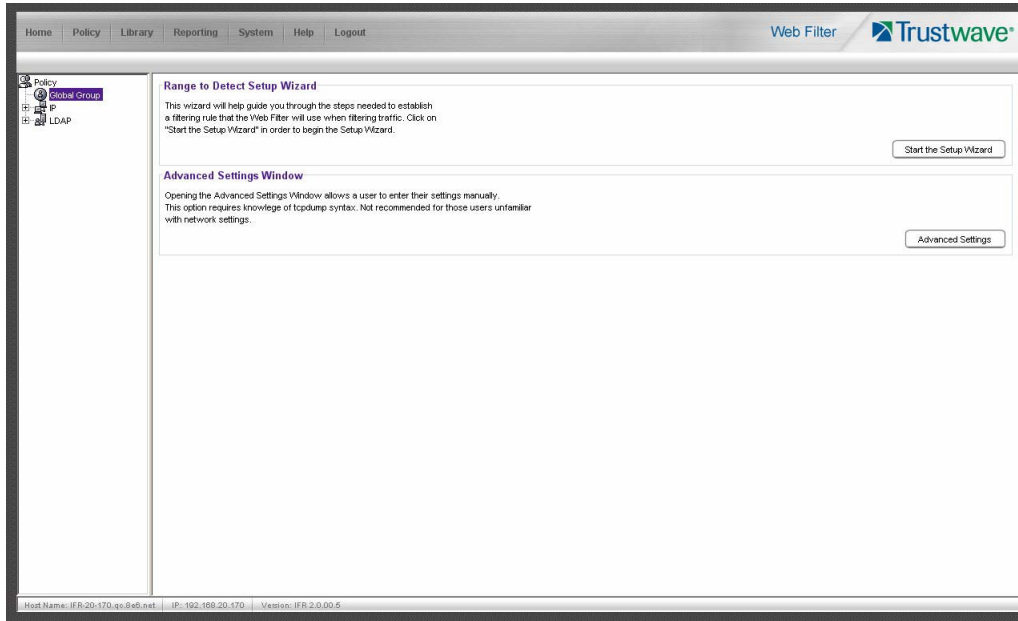 Home Policy Library Reporting System Help Logout
Web Filter Trustwave®
Policy
Global Group
IP
LDAP
Range to Detect Setup Wizard
This wizard will help guide you through the steps needed to establish
a filtering rule that the Web Filter will use when filtering traffic. Click on
"Start the Setup Wizard" in order to begin the Setup Wizard.
Start the Setup Wizard
Advanced Settings Window
Opening the Advanced Settings Window allows a user to enter their settings manually.
This option requires knowlege of tcpdump syntax. Not recommended for those users unfamiliar
with network settings.
Advanced Settings
Host Name: IFR-20-170.qc.8e6.net IP: 192.168.20.170 Version: IFR 2.0.00.5